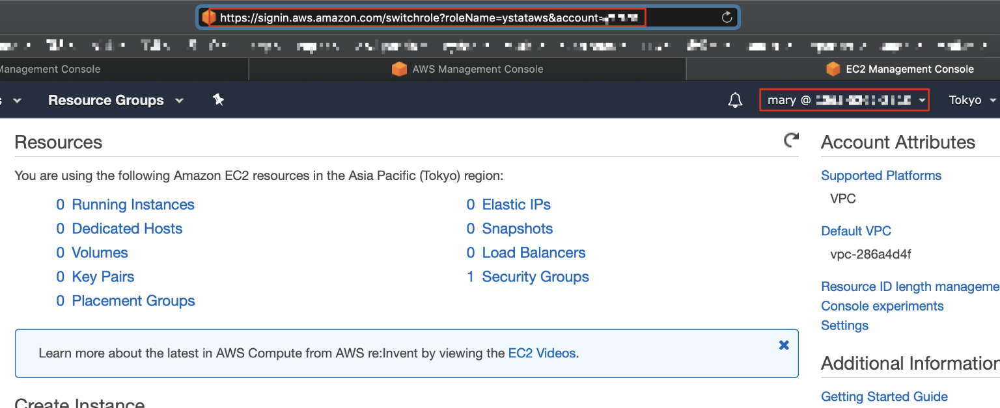 https://signin.aws.amazon.com/switchrole?roleName=ystataws&account=
Management Console
AWS Management Console
EC2 Management Console
s
Resource Groups
mary @
Tokyo
Resources
You are using the following Amazon EC2 resources in the Asia Pacific (Tokyo) region:
0 Running Instances
0 Elastic IPs
0 Dedicated Hosts
0 Snapshots
0 Volumes
0 Load Balancers
0 Key Pairs
1 Security Groups
0 Placement Groups
Learn more about the latest in AWS Compute from AWS re:Invent by viewing the EC2 Videos.
Create Instance
Account Attributes
Supported Platforms
VPC
Default VPC
vpc-286a4d4f
Resource ID length manageme
Console experiments
Settings
Additional Information
Getting Started Guide